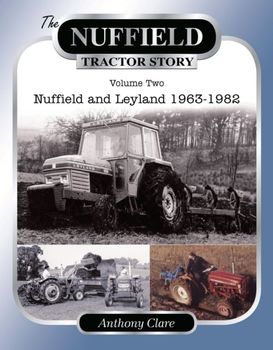 The
NUFFIELD
TRACTOR STORY
Volume Two
Nuffield and Leyland 1963-1982
Anthony Clare